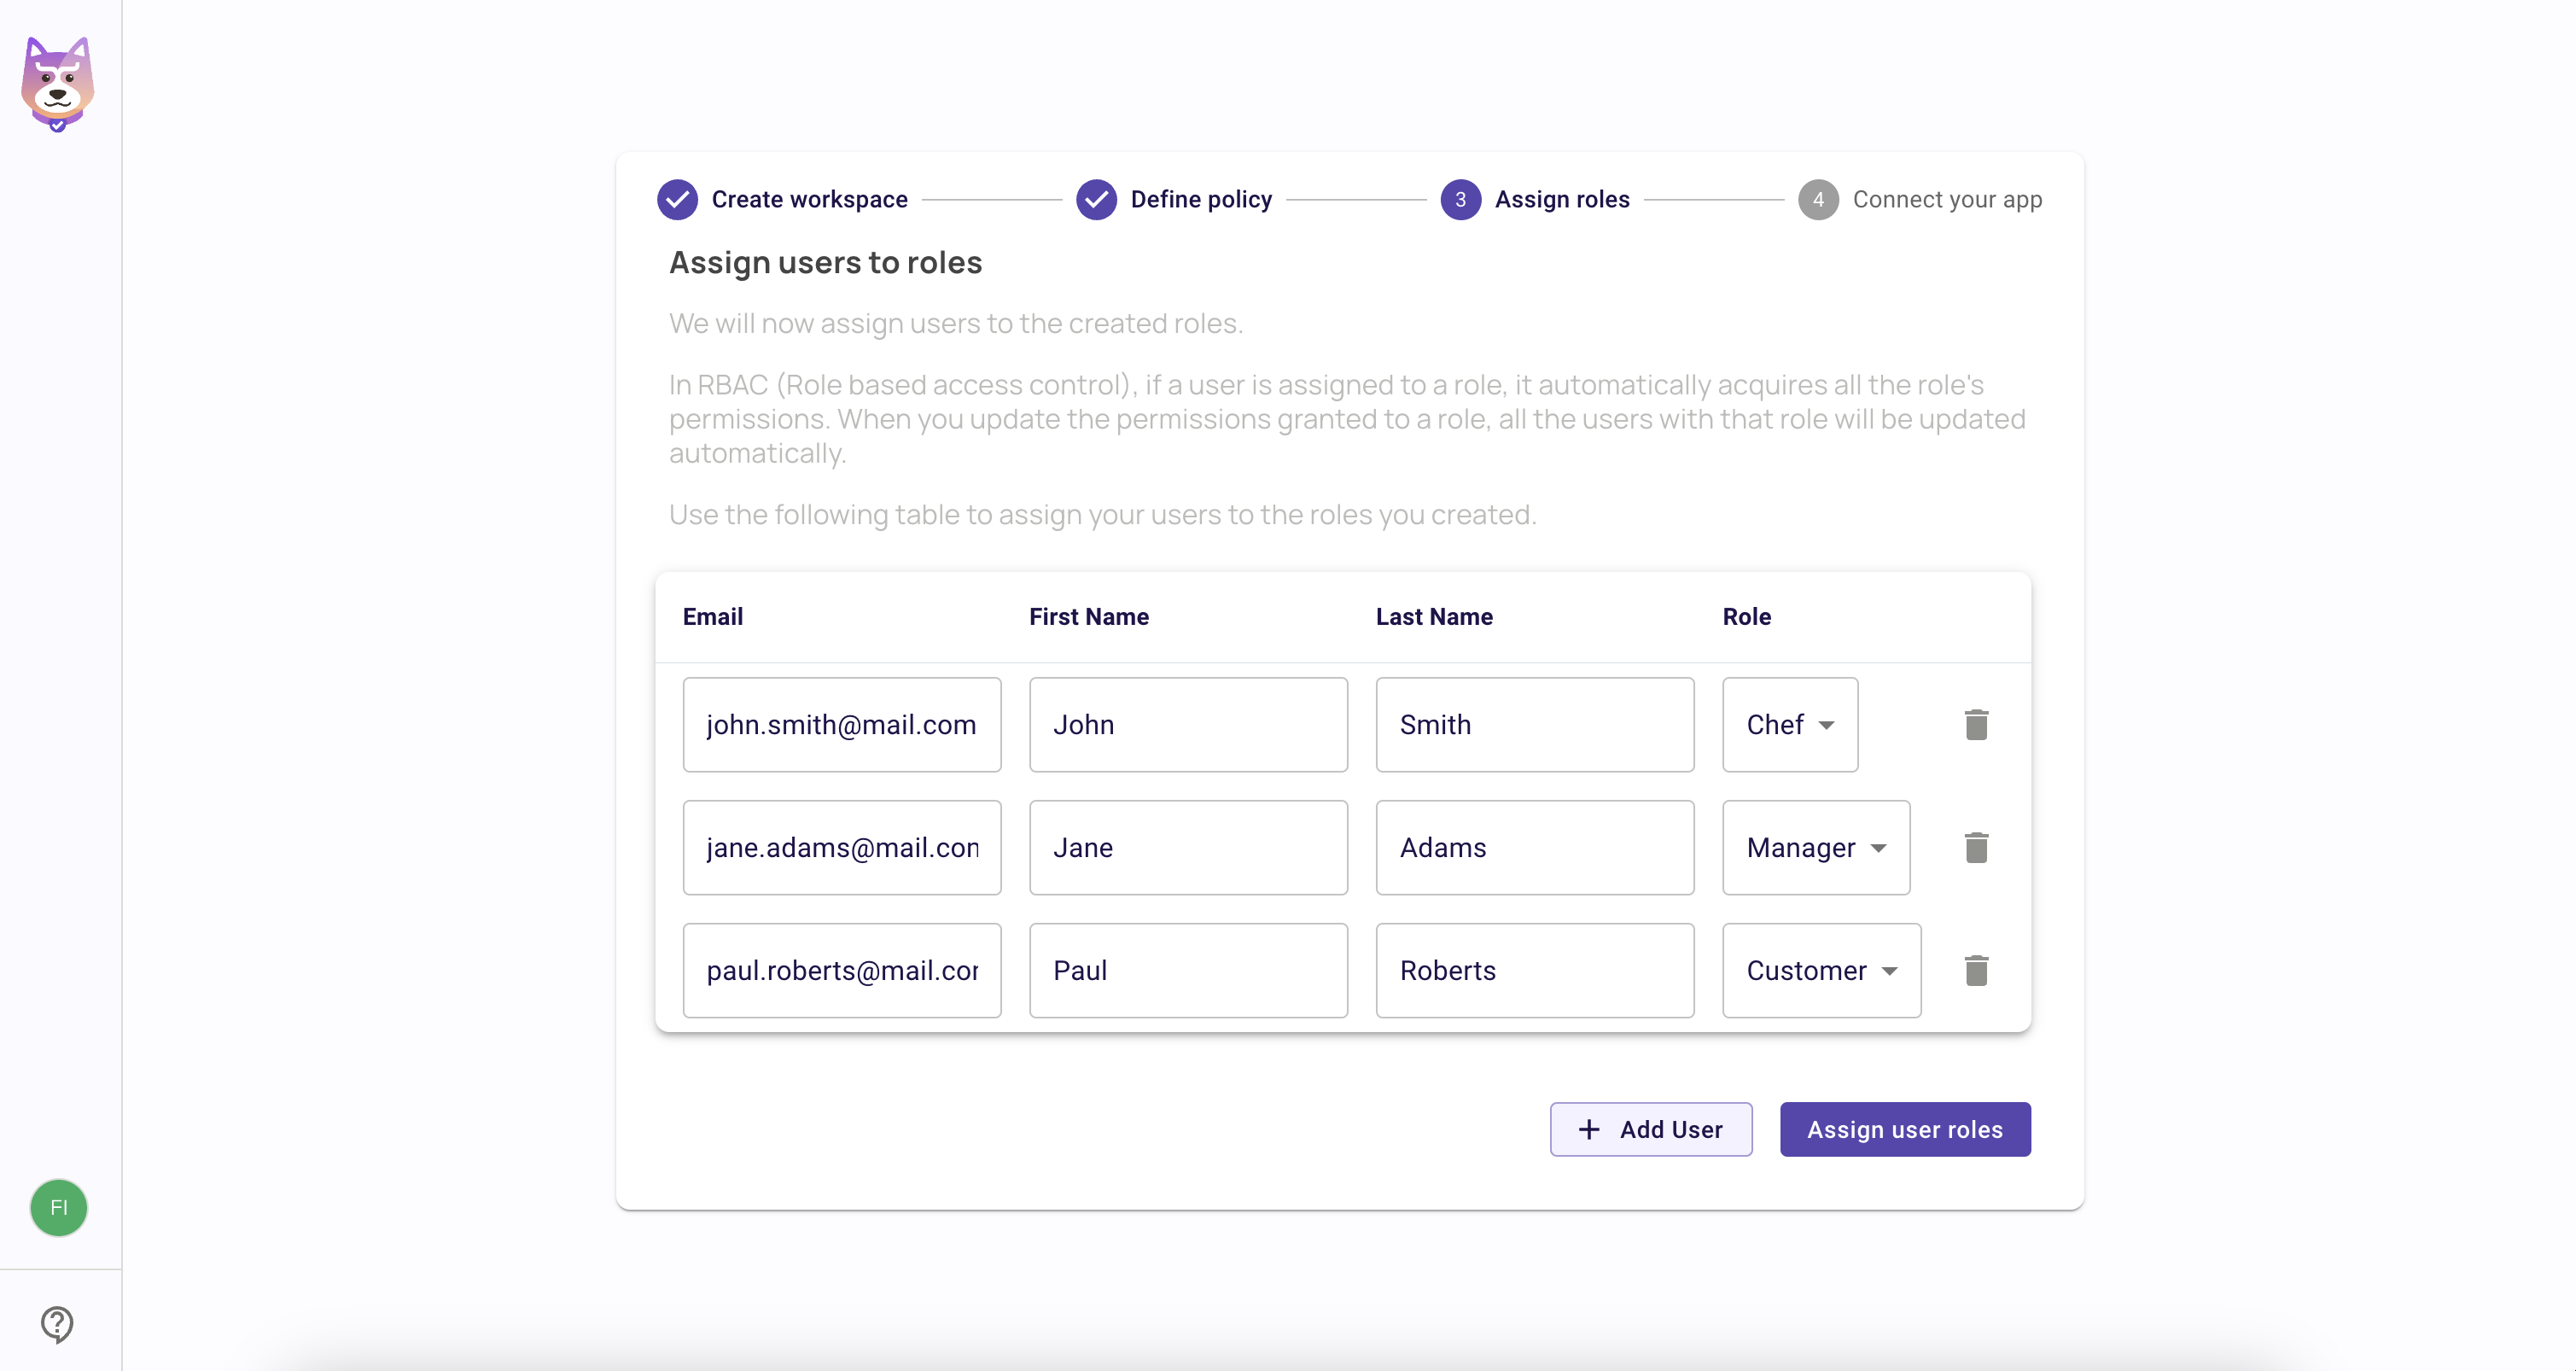 Create workspace
Define policy
3 Assign roles
4 Connect your app
Assign users to roles
We will now assign users to the created roles.
In RBAC (Role based access control), if a user is assigned to a role, it automatically acquires all the role's
permissions. When you update the permissions granted to a role, all the users with that role will be updated
automatically.
Use the following table to assign your users to the roles you created.
Email First Name Last Name Role
john.smith@mail.com John Smith Chef
jane.adams@mail.con Jane Adams Manager
paul.roberts@mail.cor Paul Roberts Customer
+ Add User Assign user roles
FI
?